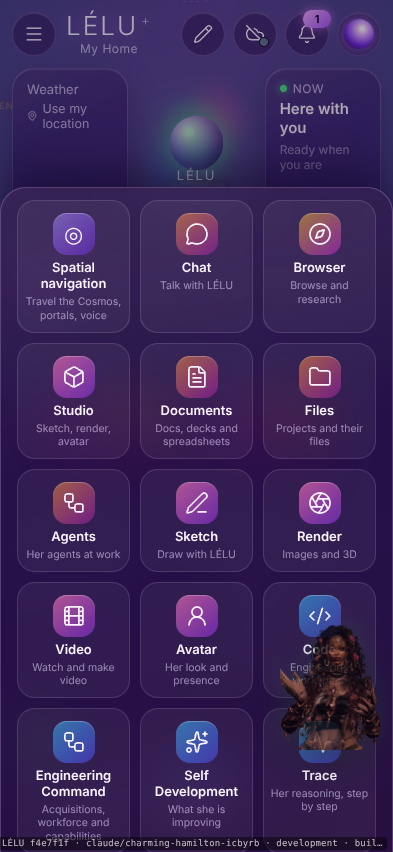 LÉLU +
My Home
1
Weather
Use my
location
NOW
Here with
you
Ready when
you are
LÉLU
Spatial
navigation
Travel the Cosmos,
portals, voice
Chat
Talk with LÉLU
Browser
Browse and
research
Studio
Sketch, render,
avatar
Documents
Docs, decks and
spreadsheets
Files
Projects and their
files
Agents
Her agents at work
Sketch
Draw with LÉLU
Render
Images and 3D
Video
Watch and make
video
Avatar
Her look and
presence
Code
Engineering
Command
Acquisitions,
workforce and
capabilities
Self
Development
What she is
improving
Trace
Her reasoning, step
by step
LÉLU f4e7f1f · claude/charming-hamilton-icbyrb · development · buil…